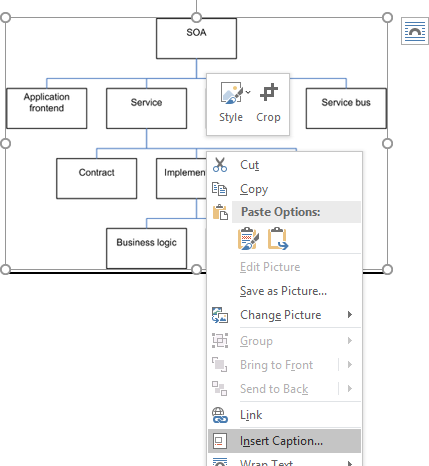 SOA
Application
frontend
Service
Service bus
Style
Crop
Contract
Implemen
Business logic
Cut
Copy
Paste Options:
Edit Picture
Save as Picture...
Change Picture
Group
Bring to Front
Send to Back
Link
Insert Caption...
Wrap Text